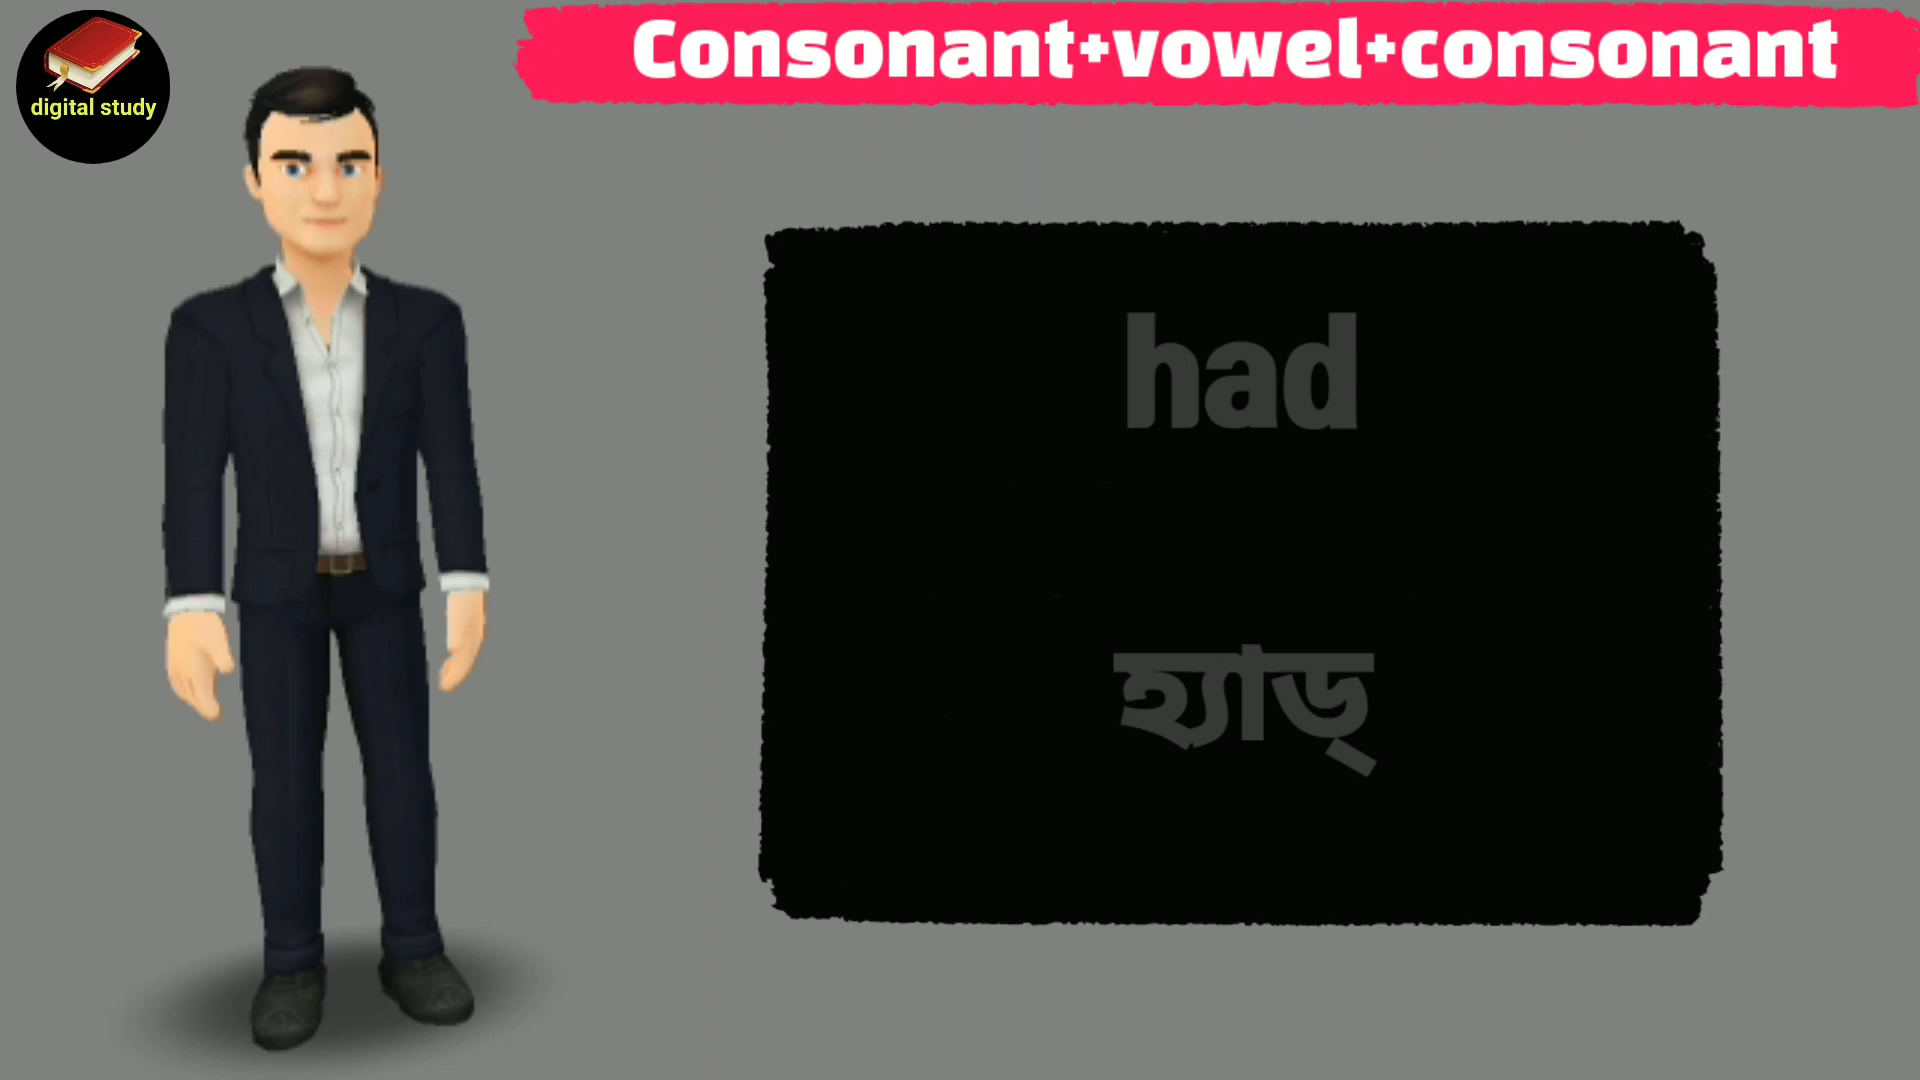 digital study
Consonant+vowel+consonant
had
হ্যাড্